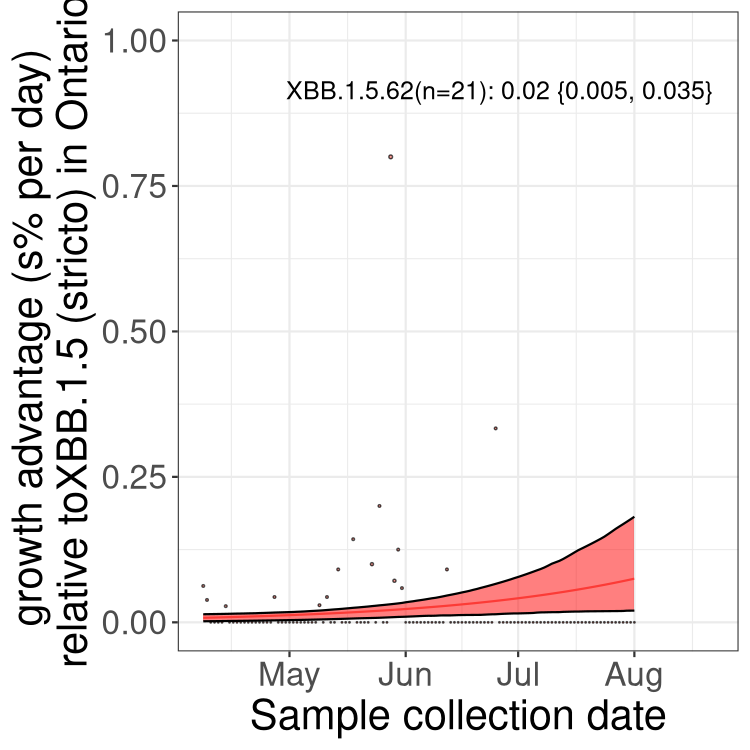 growth advantage (s% per day)
relative toXBB.1.5 (stricto) in Ontario
1.00
0.75
0.50
0.25
0.00
XBB.1.5.62(n=21): 0.02 {0.005, 0.035}
May Jun Jul Aug
Sample collection date